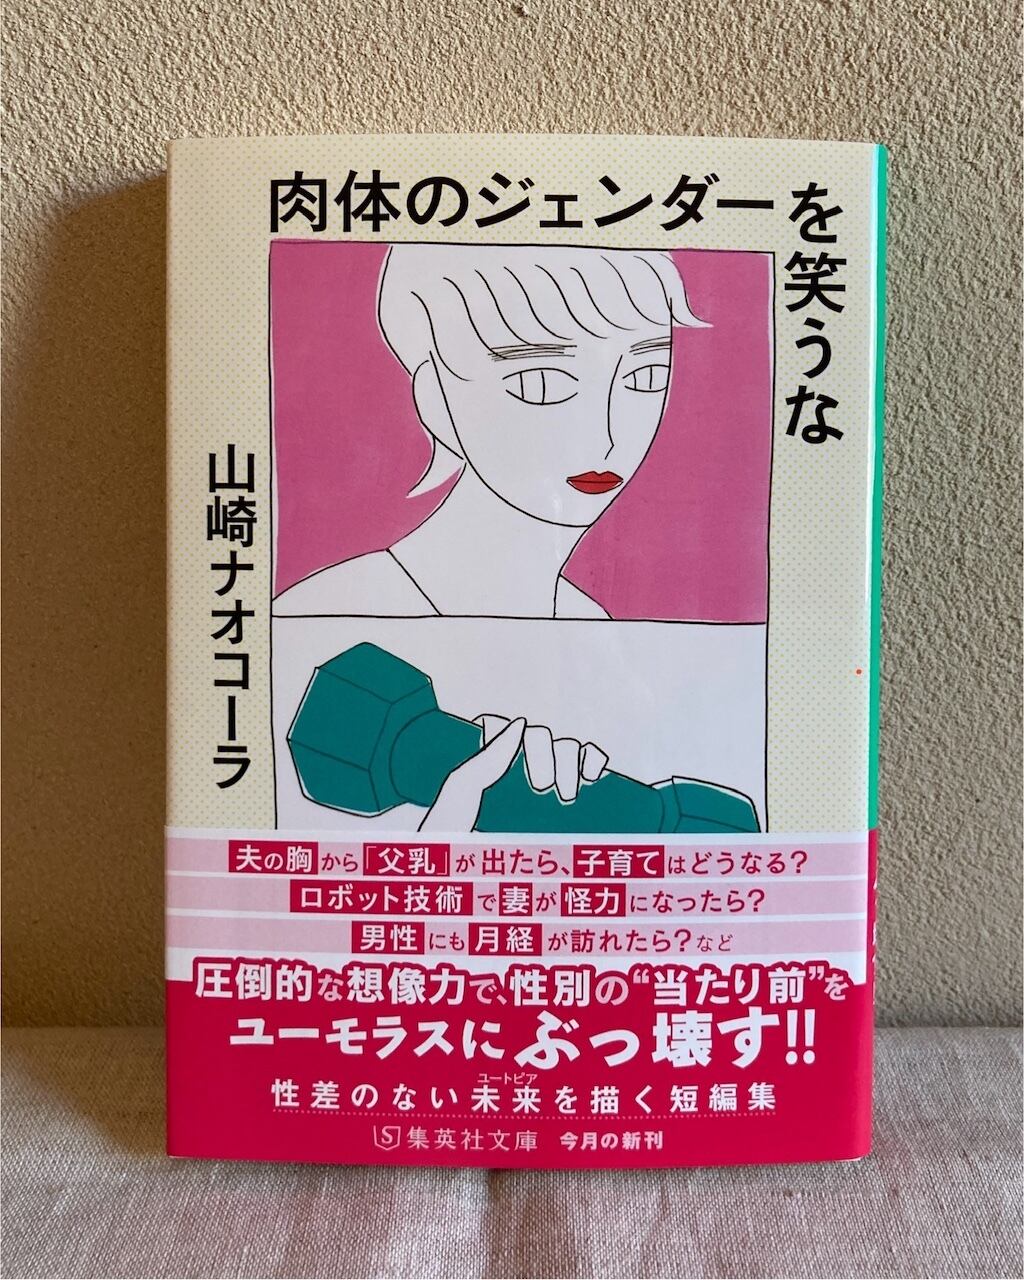 肉体のジェンダーを笑うな
山崎ナオコーラ
夫の胸から「父乳」が出たら、子育てはどうなる?
ロボット技術で妻が怪力になったら?
男性にも月経が訪れたら?など
圧倒的な想像力で、性別の“当たり前”を
ユーモラスにぶっ壊す!!
ユートピア
性差のない未来を描く短編集
S 集英社文庫 今月の新刊